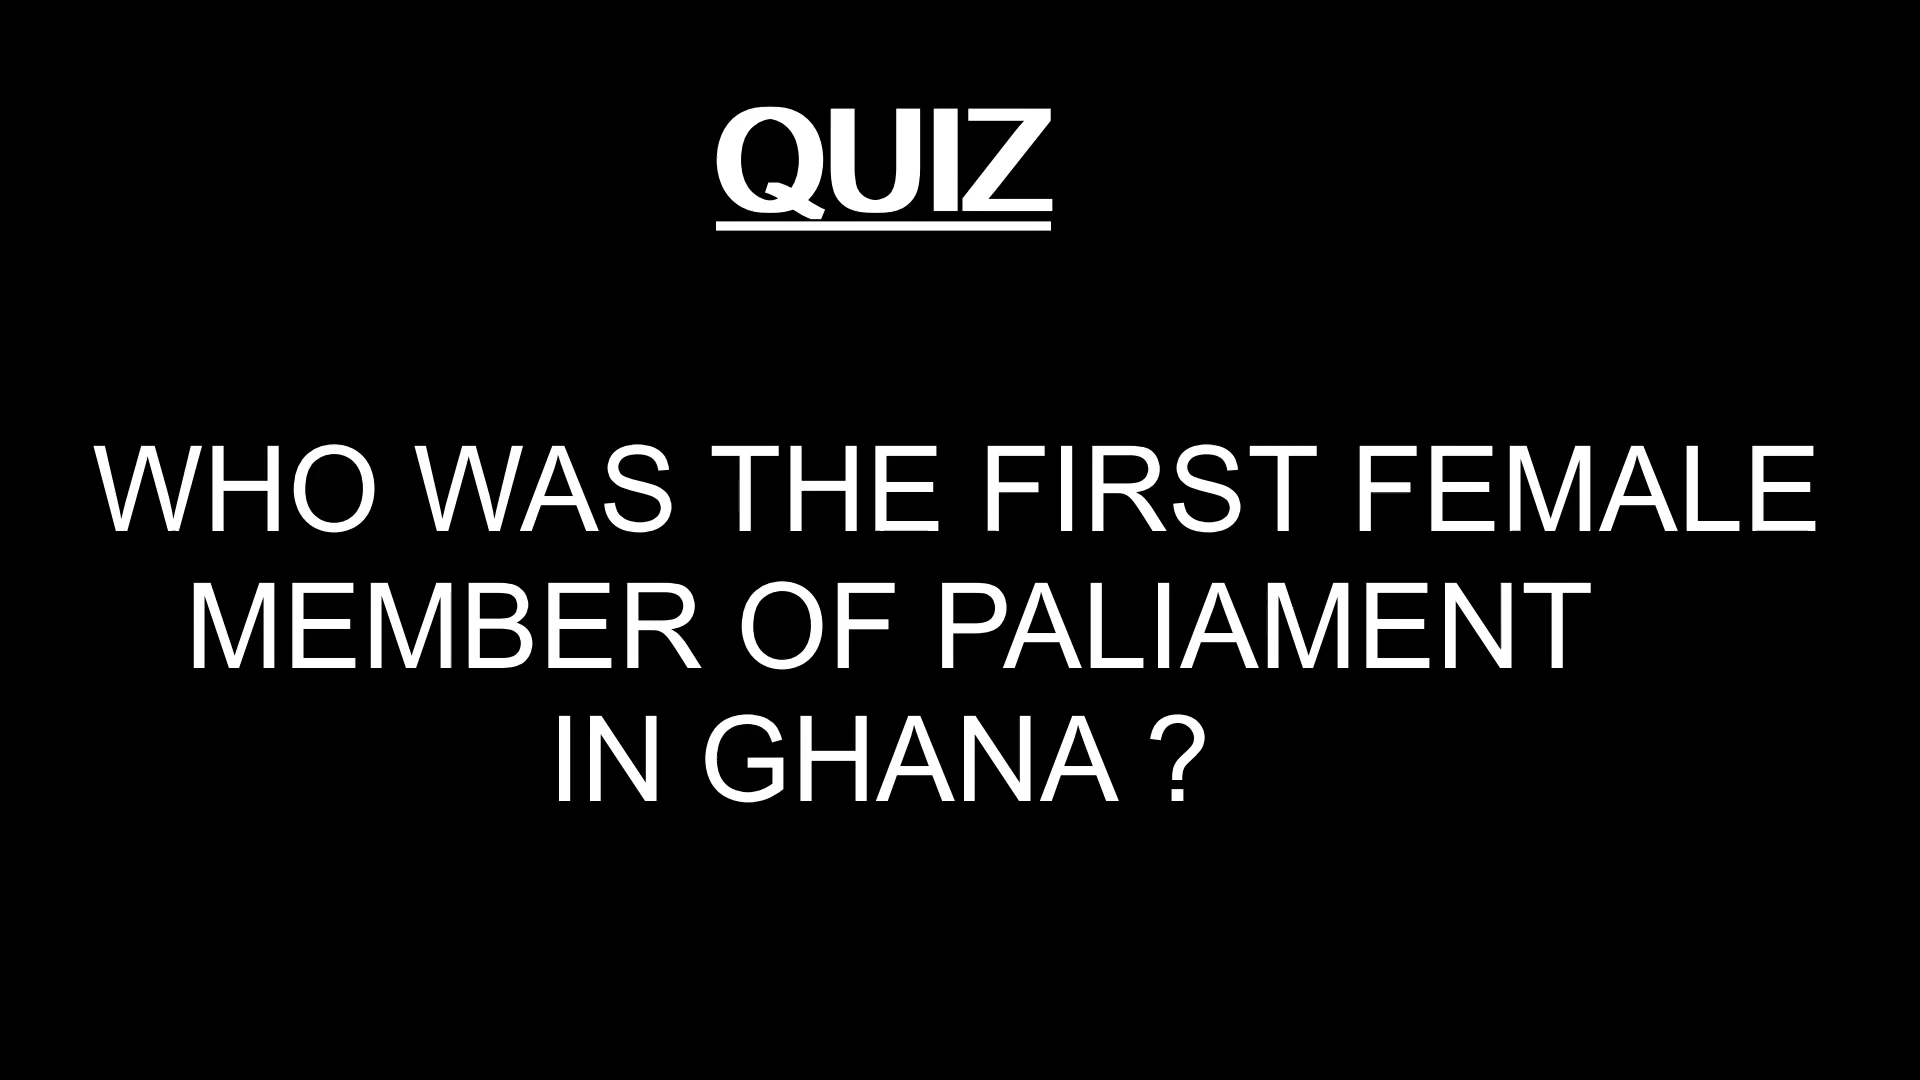 QUIZ
WHO WAS THE FIRST FEMALE
MEMBER OF PALIAMENT
IN GHANA ?